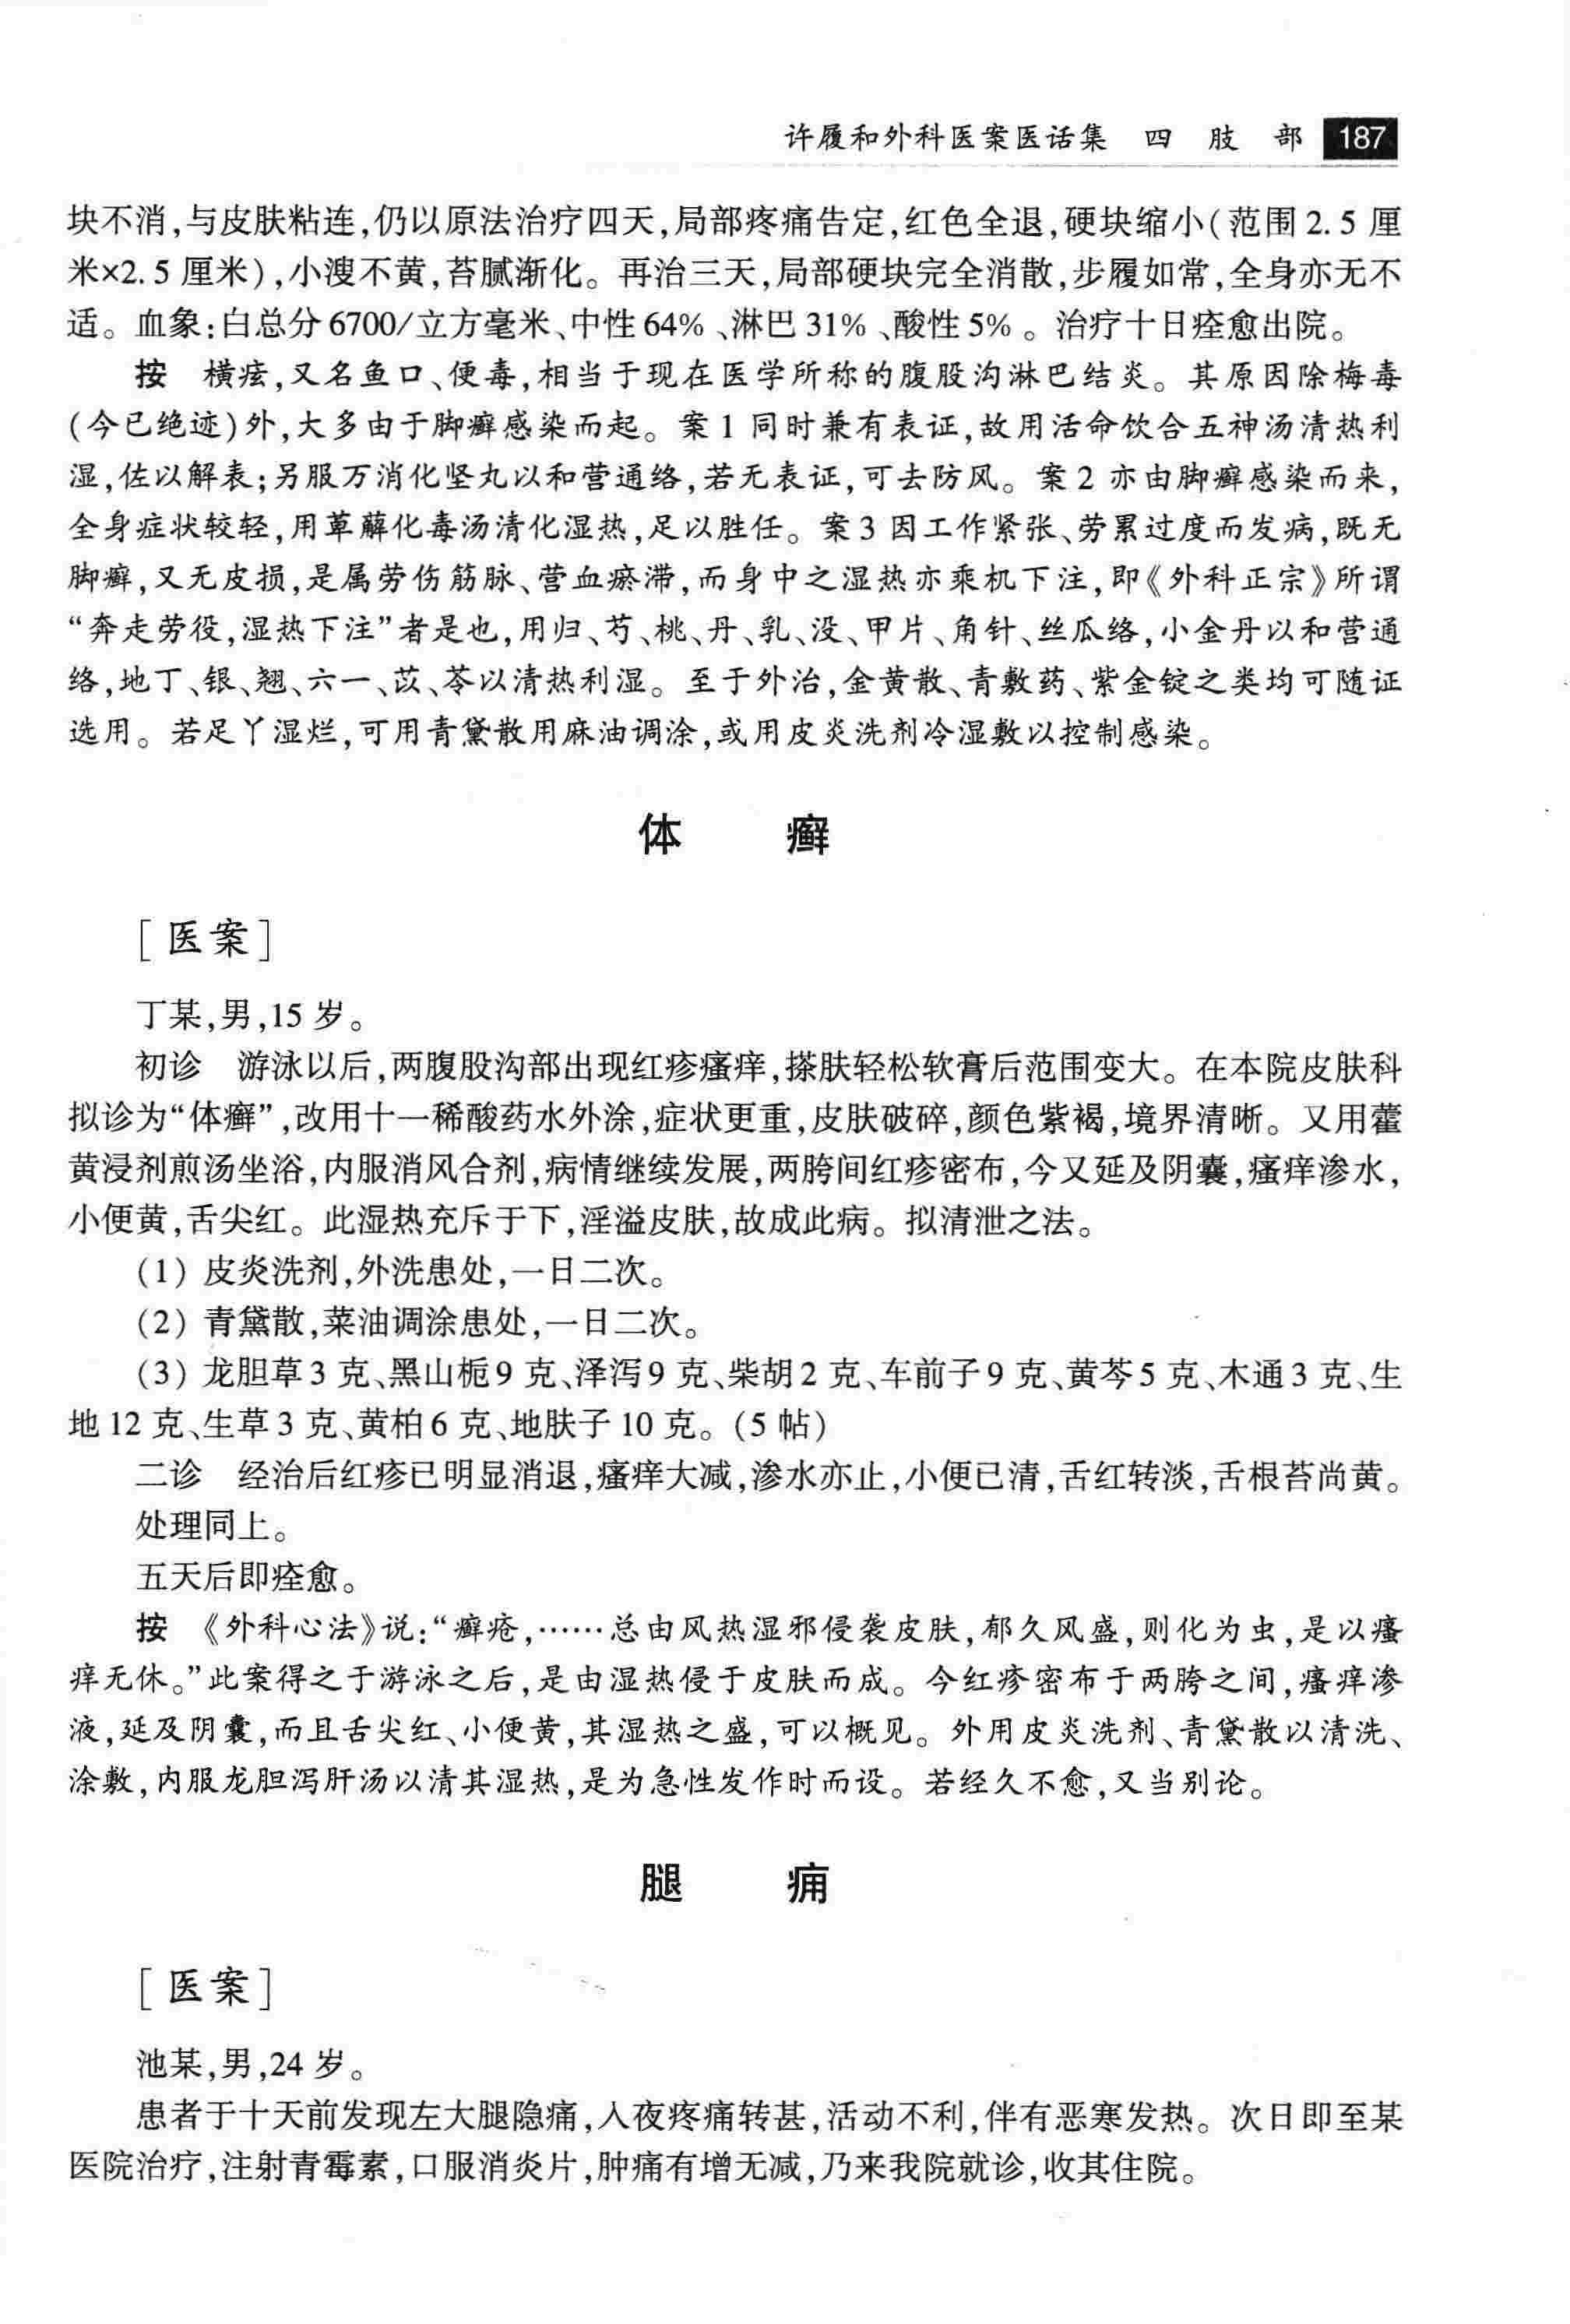 许履和外科医案医话集 四 肢 部 187
块不消,与皮肤粘连,仍以原法治疗四天,局部疼痛告定,红色全退,硬块缩小(范围2.5厘
米×2.5厘米),小溲不黄,苔腻渐化。再治三天,局部硬块完全消散,步履如常,全身亦无不
适。血象:白总分6700/立方毫米、中性64%、淋巴31%、酸性5%。治疗十日痊愈出院。
按 横痃,又名鱼口、便毒,相当于现在医学所称的腹股沟淋巴结炎。其原因除梅毒
(今已绝迹)外,大多由于脚癣感染而起。案1同时兼有表证,故用活命饮合五神汤清热利
湿,佐以解表;另服万消化坚丸以和营通络,若无表证,可去防风。案2亦由脚癣感染而来,
全身症状较轻,用萆薢化毒汤清化湿热,足以胜任。案3因工作紧张、劳累过度而发病,既无
脚癣,又无皮损,是属劳伤筋脉、营血瘀滞,而身中之湿热亦乘机下注,即《外科正宗》所谓
“奔走劳役,湿热下注”者是也,用归、芍、桃、丹、乳、没、甲片、角针、丝瓜络,小金丹以和营通
络,地丁、银、翘、六一、苡、苓以清热利湿。至于外治,金黄散、青敷药、紫金锭之类均可随证
选用。若足丫湿烂,可用青黛散用麻油调涂,或用皮炎洗剂冷湿敷以控制感染。
体 癣
[医案]
丁某,男,15岁。
初诊 游泳以后,两腹股沟部出现红疹瘙痒,搽肤轻松软膏后范围变大。在本院皮肤科
拟诊为“体癣”,改用十一稀酸药水外涂,症状更重,皮肤破碎,颜色紫褐,境界清晰。又用藿
黄浸剂煎汤坐浴,内服消风合剂,病情继续发展,两胯间红疹密布,今又延及阴囊,瘙痒渗水,
小便黄,舌尖红。此湿热充斥于下,淫溢皮肤,故成此病。拟清泄之法。
(1) 皮炎洗剂,外洗患处,一日二次。
(2) 青黛散,菜油调涂患处,一日二次。
(3) 龙胆草3克、黑山栀9克、泽泻9克、柴胡2克、车前子9克、黄芩5克、木通3克、生
地12克、生草3克、黄柏6克、地肤子10克。(5帖)
二诊 经治后红疹已明显消退,瘙痒大减,渗水亦止,小便已清,舌红转淡,舌根苔尚黄。
处理同上。
五天后即痊愈。
按 《外科心法》说:“癣疮,……总由风热湿邪侵袭皮肤,郁久风盛,则化为虫,是以瘙
痒无休。”此案得之于游泳之后,是由湿热侵于皮肤而成。今红疹密布于两胯之间,瘙痒渗
液,延及阴囊,而且舌尖红、小便黄,其湿热之盛,可以概见。外用皮炎洗剂、青黛散以清洗、
涂敷,内服龙胆泻肝汤以清其湿热,是为急性发作时而设。若经久不愈,又当别论。
腿 痈
[医案]
池某,男,24岁。
患者于十天前发现左大腿隐痛,入夜疼痛转甚,活动不利,伴有恶寒发热。次日即至某
医院治疗,注射青霉素,口服消炎片,肿痛有增无减,乃来我院就诊,收其住院。